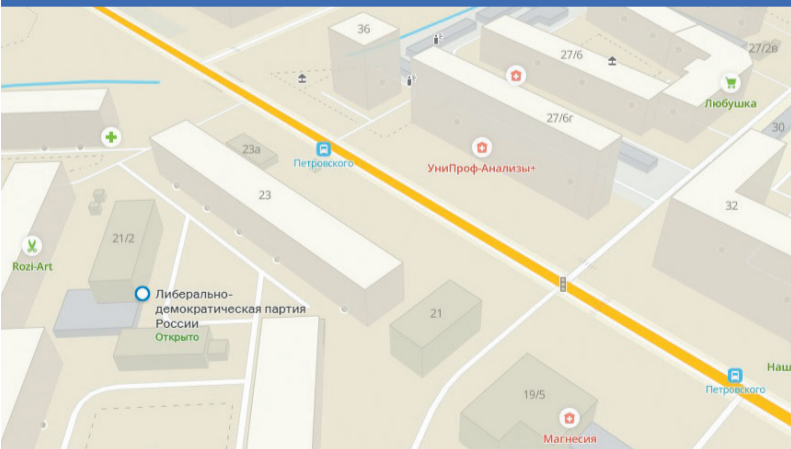 36
27/6
27/2в
Любушка
27/6г
30
23а
Петровского
УниПроф-Анализы+
23
32
21/2
Rozi-Art
Либерально-
демократическая партия
России
Открыто
21
Наш
Петровского
19/5
Магнесия